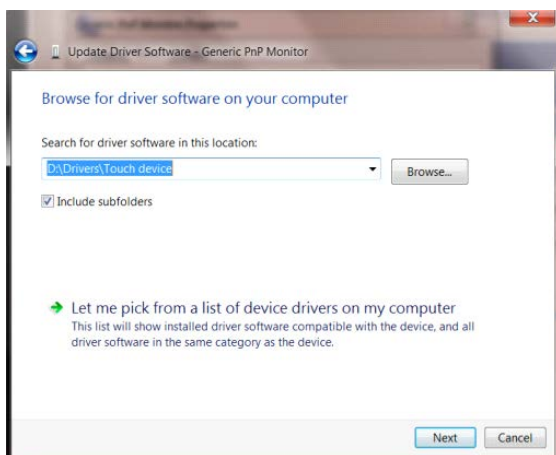 Update Driver Software - Generic PnP Monitor
Browse for driver software on your computer
Search for driver software in this location:
D:\Drivers\Touch device
Browse...
Include subfolders
Let me pick from a list of device drivers on my computer
This list will show installed driver software compatible with the device, and all
driver software in the same category as the device.
Next
Cancel